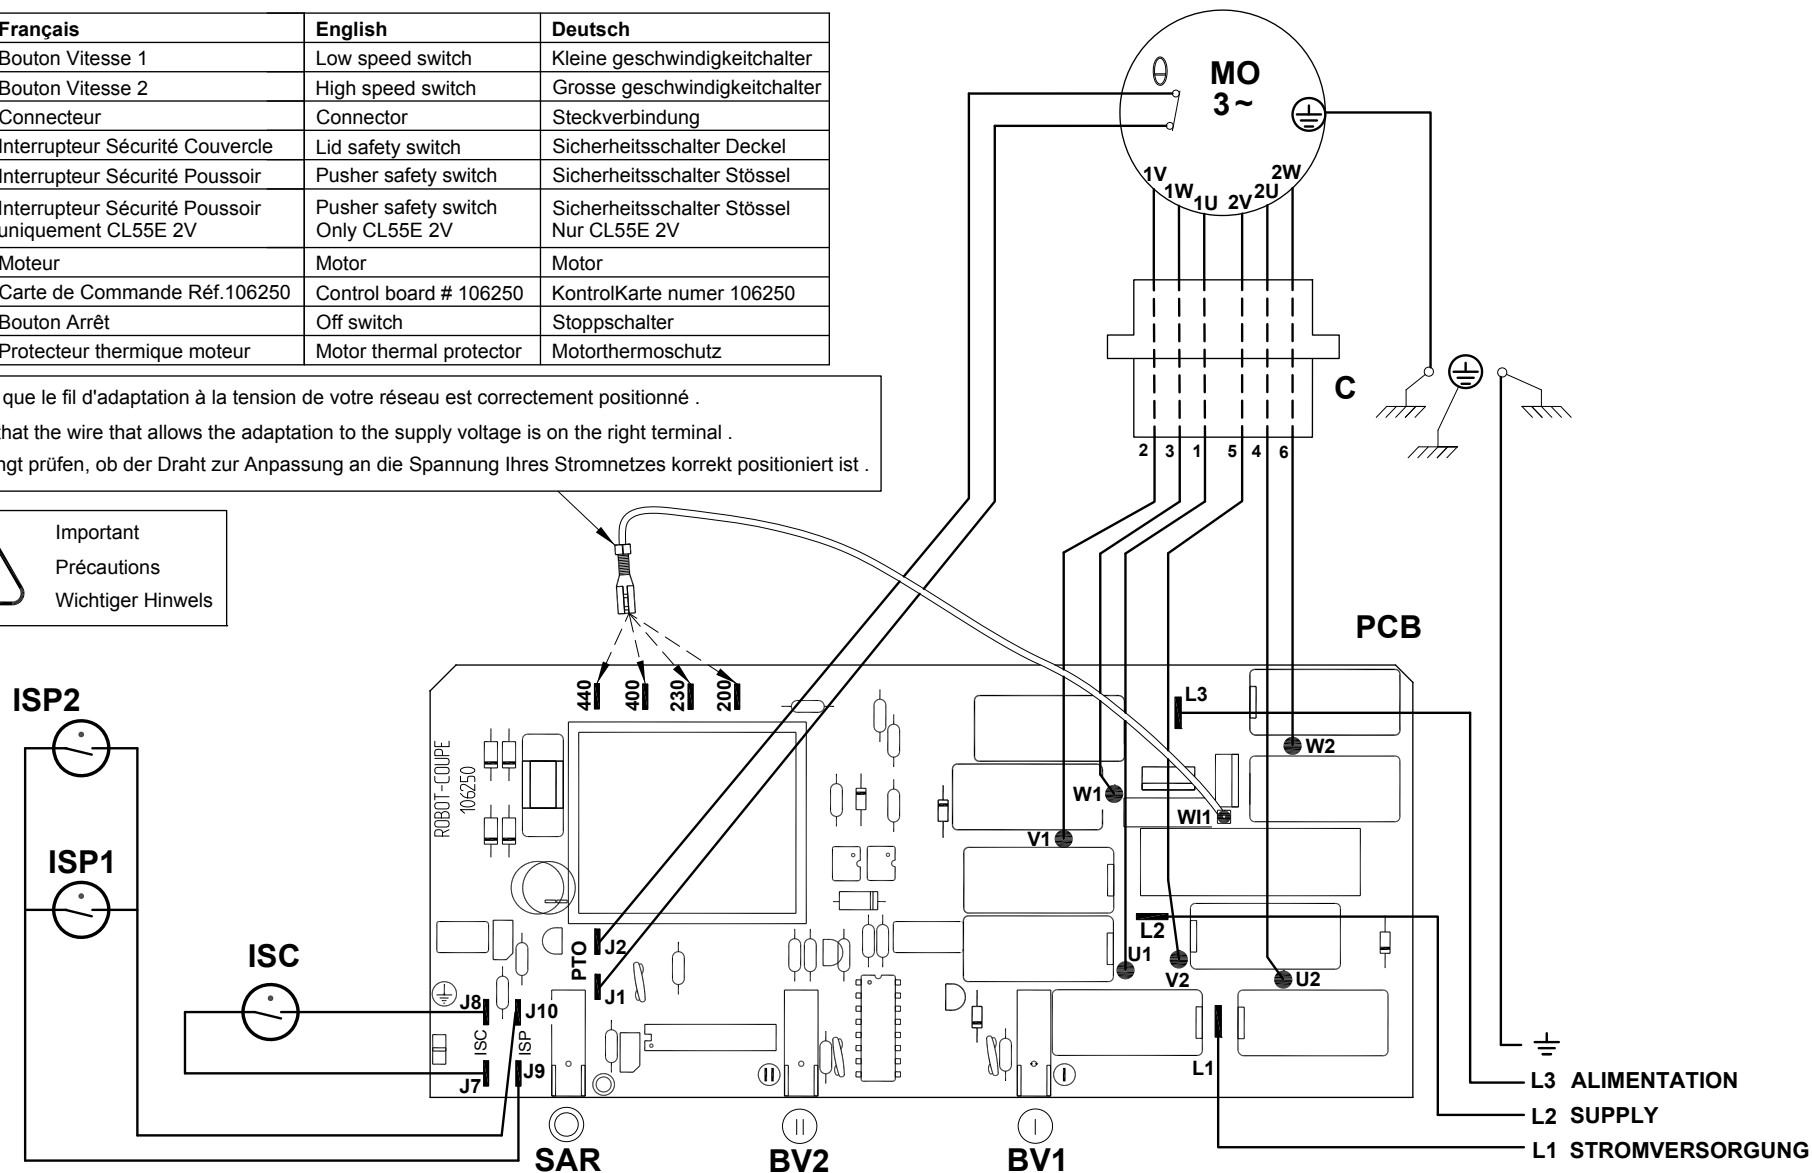 Français English Deutsch
Bouton Vitesse 1 Low speed switch Kleine geschwindigkeitchalter
Bouton Vitesse 2 High speed switch Grosse geschwindigkeitchalter
Connecteur Connector Steckverbindung
Interrupteur Sécurité Couvercle Lid safety switch Sicherheitsschalter Deckel
Interrupteur Sécurité Poussoir Pusher safety switch Sicherheitsschalter Stössel
Interrupteur Sécurité Poussoir Pusher safety switch Sicherheitsschalter Stössel
uniquement CL55E 2V Only CL55E 2V Nur CL55E 2V
Moteur Motor Motor
Carte de Commande Réf.106250 Control board # 106250 KontrolKarte numer 106250
Bouton Arrêt Off switch Stoppschalter
Protecteur thermique moteur Motor thermal protector Motorthermoschutz
que le fil d'adaptation à la tension de votre réseau est correctement positionné .
that the wire that allows the adaptation to the supply voltage is on the right terminal .
ngt prüfen, ob der Draht zur Anpassung an die Spannung Ihres Stromnetzes korrekt positioniert ist .
Important
Précautions
Wichtiger Hinwels
MO
3~
1V 1W 1U 2V 2U 2W
C
2 3 1 5 4 6
PCB
440 400 230 200
L3
W2
ISP2
ROBOT-COUPE
106250
W1
WI1
V1
ISP1
L2
U1
V2
U2
ISC
PTO
J2
J1
J8
J10
ISC
ISP
J7
J9
II
I
L1
SAR
II
BV2
I
BV1
L3 ALIMENTATION
L2 SUPPLY
L1 STROMVERSORGUNG